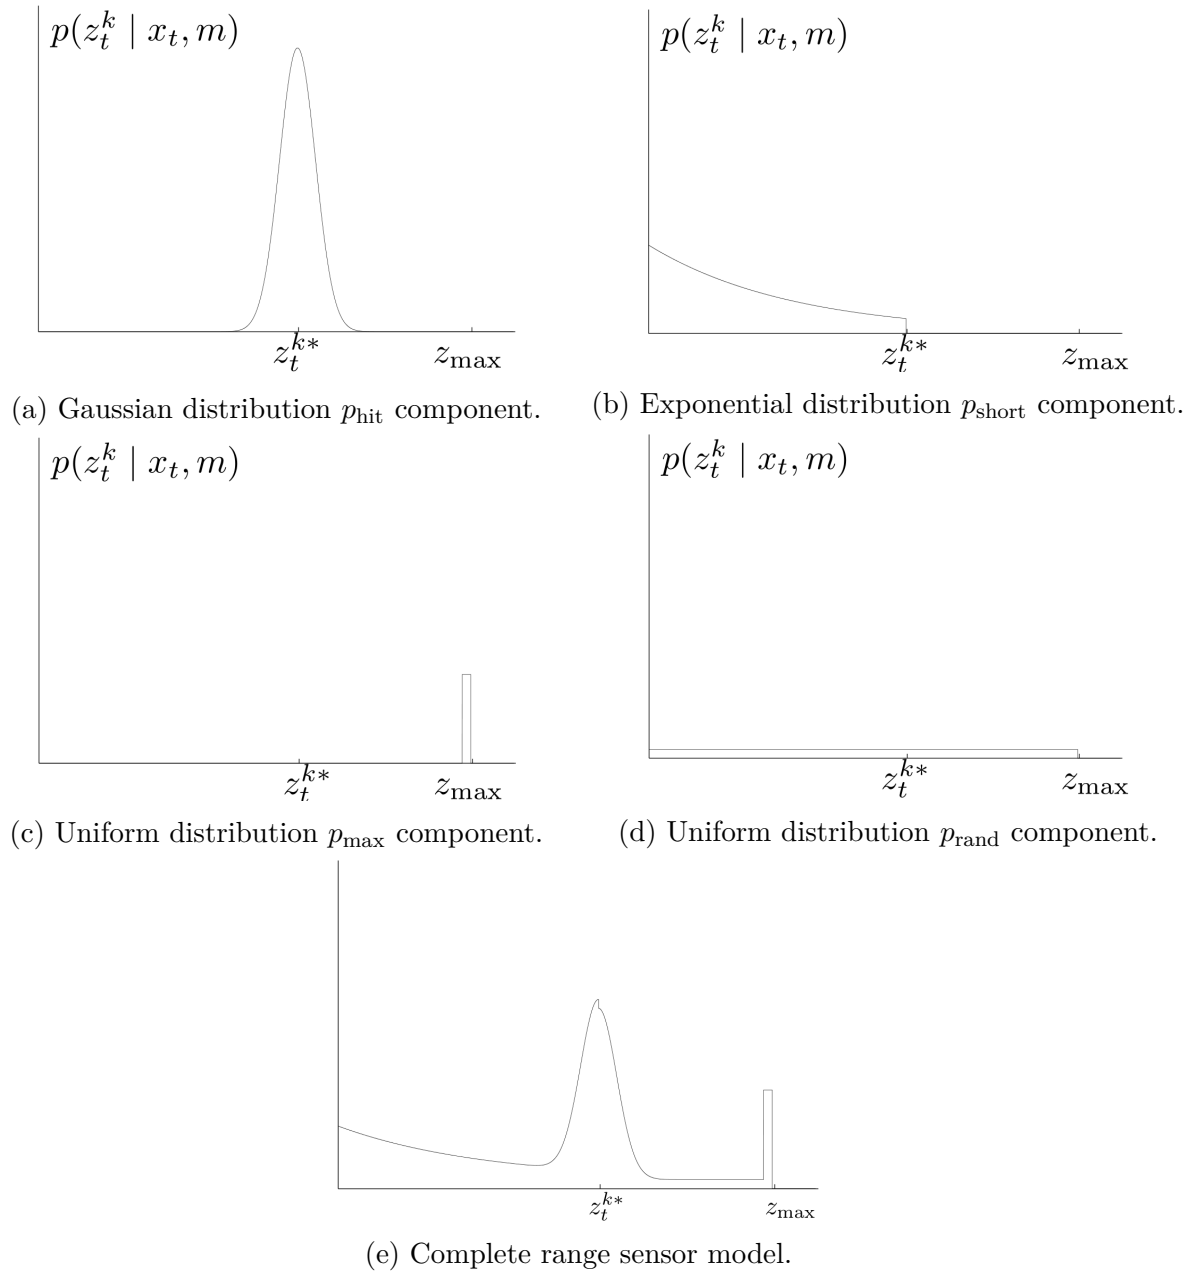 p(z_t^k | x_t, m)
p(z_t^k | x_t, m)
z_t^{k*} z_max
z_t^{k*} z_max
(a) Gaussian distribution p_hit component.
(b) Exponential distribution p_short component.
p(z_t^k | x_t, m)
p(z_t^k | x_t, m)
z_t^{k*} z_max
z_t^{k*} z_max
(c) Uniform distribution p_max component.
(d) Uniform distribution p_rand component.
z_t^{k*} z_max
(e) Complete range sensor model.